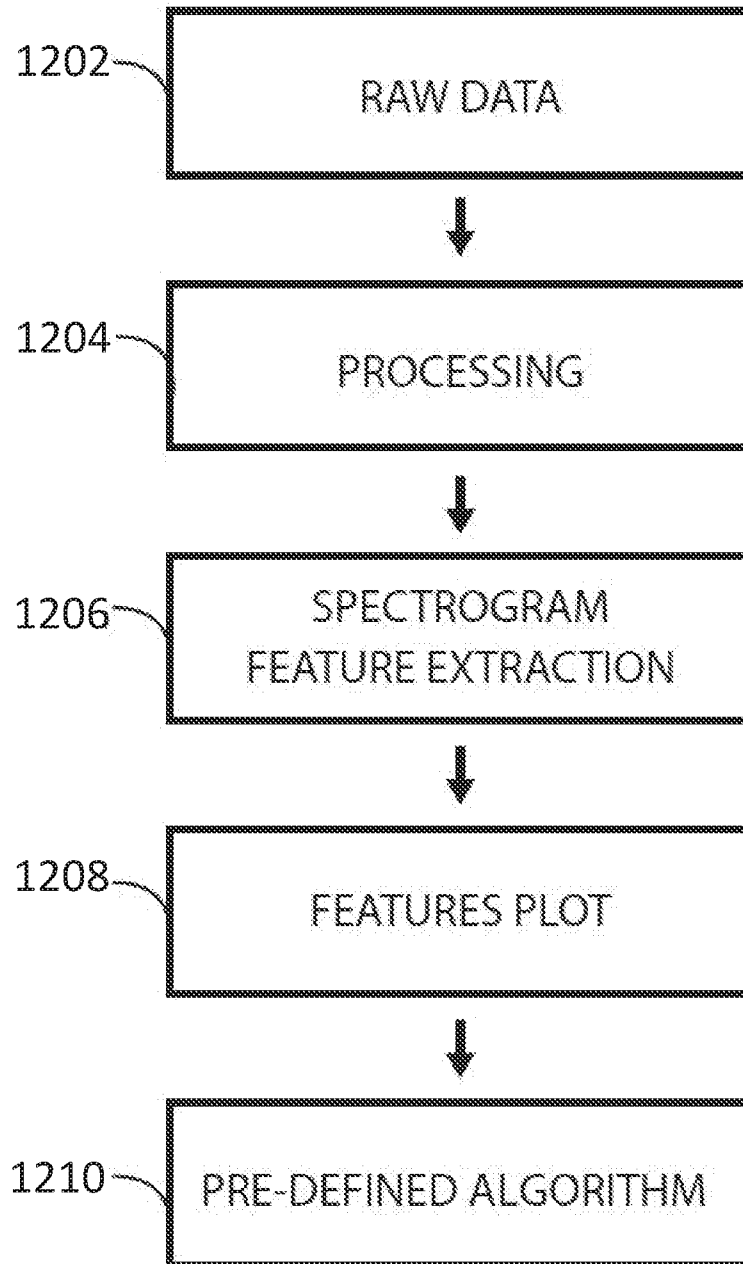 1202
RAW DATA
1204
PROCESSING
1206
SPECTROGRAM
FEATURE EXTRACTION
1208
FEATURES PLOT
1210
PRE-DEFINED ALGORITHM